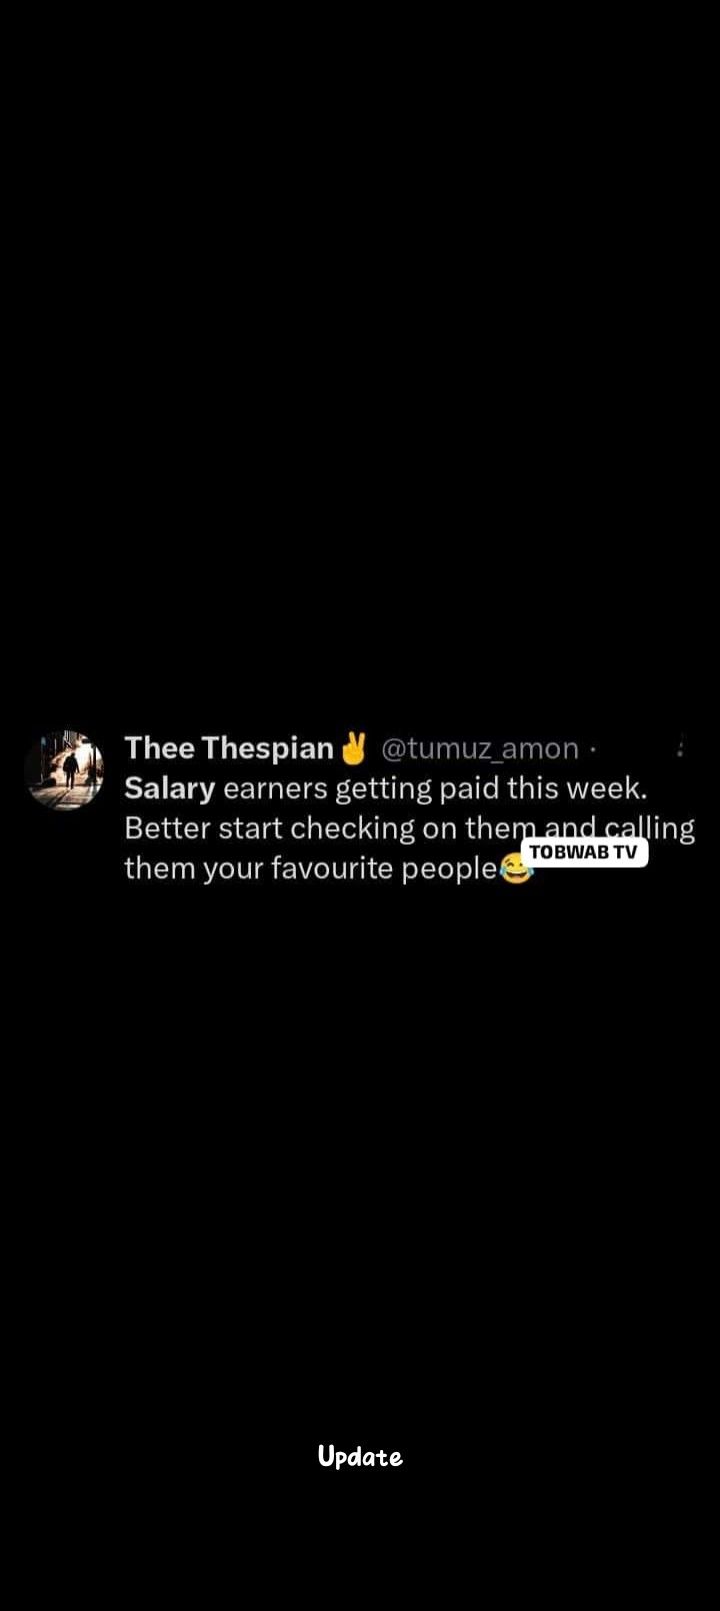 Thee Thespian✌️ @tumuz_amon ·
Salary earners getting paid this week.
Better start checking on them and calling
them your favourite people😂
TOBWAB TV
Update